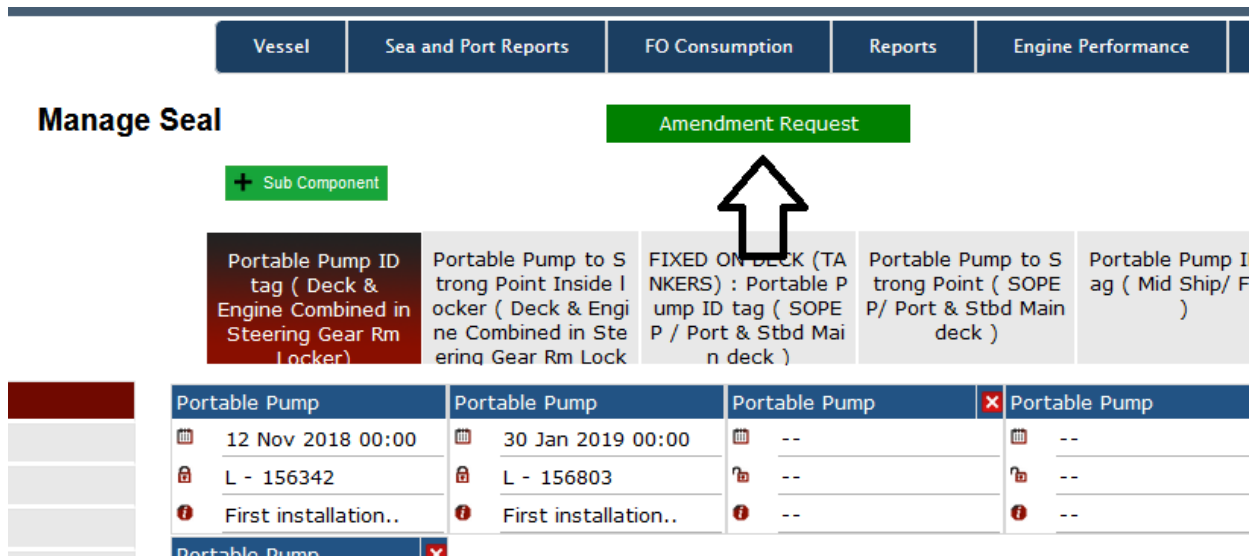 Vessel
Sea and Port Reports
FO Consumption
Reports
Engine Performance
Manage Seal
Amendment Request
Sub Component
Portable Pump ID
tag ( Deck &
Engine Combined in
Steering Gear Rm
Locker)
Portable Pump to S
trong Point Inside l
ocker ( Deck & Engi
ne Combined in Ste
ering Gear Rm Lock
FIXED ON DECK (TA
NKERS) : Portable P
ump ID tag ( SOPE
P / Port & Stbd Mai
n deck )
Portable Pump to S
trong Point ( SOPE
P/ Port & Stbd Main
deck )
Portable Pump I
ag ( Mid Ship/ F
)
Portable Pump
12 Nov 2018 00:00
L - 156342
First installation..
Portable Pump
30 Jan 2019 00:00
L - 156803
First installation..
Portable Pump
--
--
--
Portable Pump
--
--
--
Portable Pump